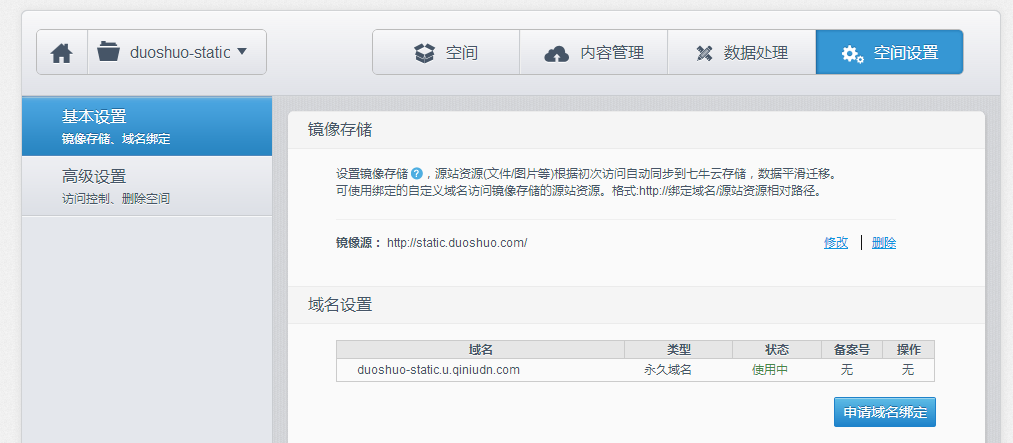 duoshuo-static
空间
内容管理
数据处理
空间设置
基本设置
镜像存储、域名绑定
高级设置
访问控制、删除空间
镜像存储
设置镜像存储?，源站资源(文件/图片等)根据初次访问自动同步到七牛云存储，数据平滑迁移。
可使用绑定的自定义域名访问镜像存储的源站资源。格式:http://绑定域名/源站资源相对路径。
镜像源： http://static.duoshuo.com/ 修改 | 删除
域名设置
域名 类型 状态 备案号 操作
duoshuo-static.u.qiniudn.com 永久域名 使用中 无 无
申请域名绑定